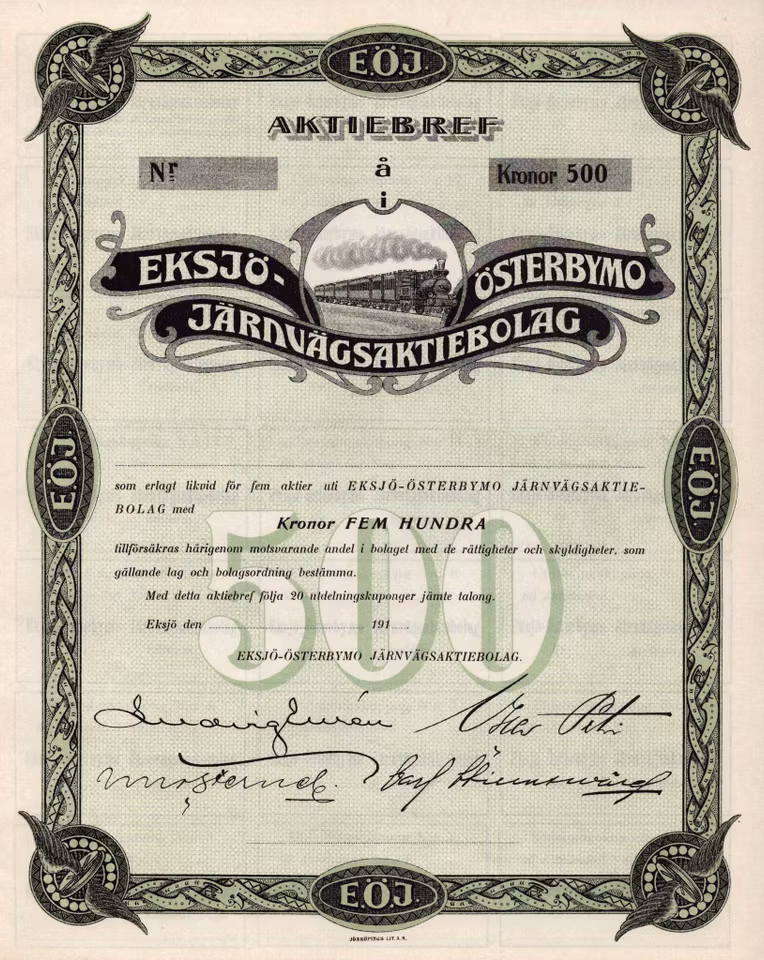 E.Ö.J.
AKTIEBREF
Nr
å
Kronor 500
i
EKSJÖ-
ÖSTERBYMO
JÄRNVÄGSAKTIEBOLAG
E.Ö.J.
E.Ö.J.
500
som erlagt likvid för fem aktier uti EKSJÖ-ÖSTERBYMO JÄRNVÄGSAKTIE-
BOLAG med
Kronor FEM HUNDRA
tillförsäkras härigenom motsvarande andel i bolaget med de rättigheter och skyldigheter, som
gällande lag och bolagsordning bestämma.
Med detta aktiebref följa 20 utdelningskuponger jämte talong.
Eksjö den 191
EKSJÖ-ÖSTERBYMO JÄRNVÄGSAKTIEBOLAG.
Carl
E.Ö.J.
JÖNKÖPINGS LIT. A. B.